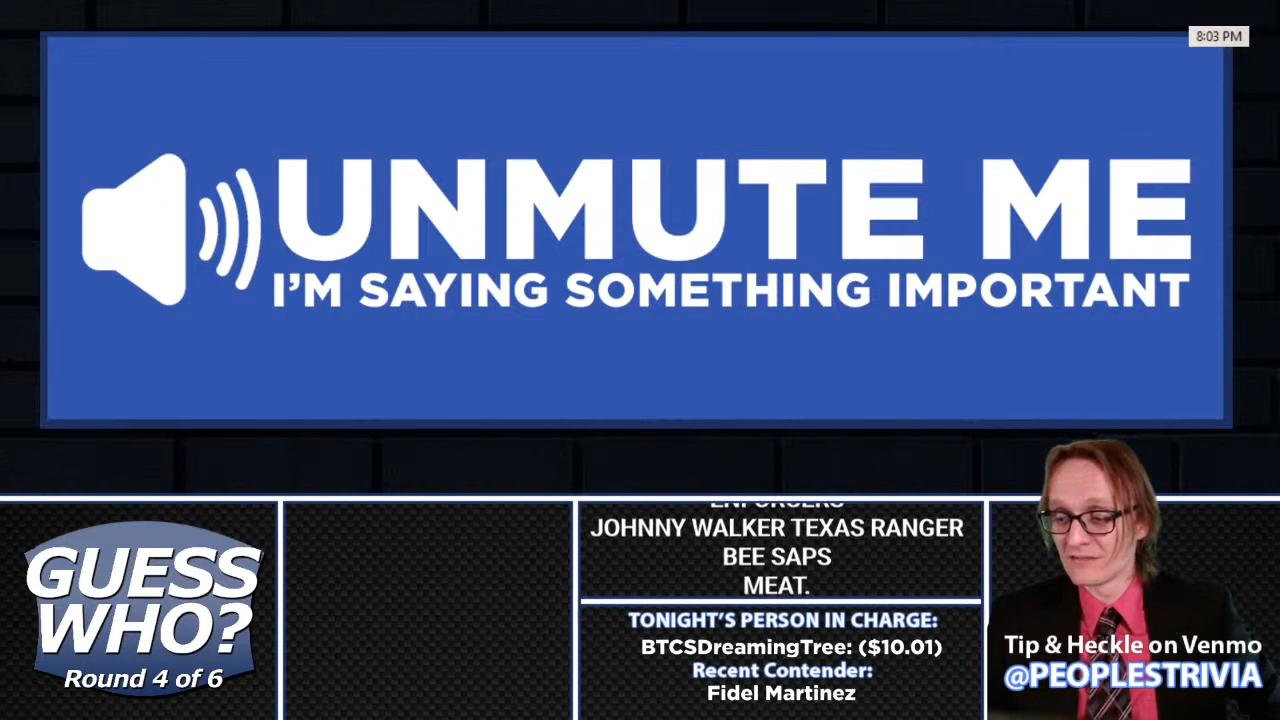 8:03 PM
UNMUTE ME
I'M SAYING SOMETHING IMPORTANT
JOHNNY WALKER TEXAS RANGER
BEE SAPS
MEAT.
TONIGHT'S PERSON IN CHARGE:
BTCSDreamingTree: ($10.01)
Recent Contender:
Fidel Martinez
GUESS
WHO?
Round 4 of 6
Tip & Heckle on Venmo
@PEOPLESTRIVIA